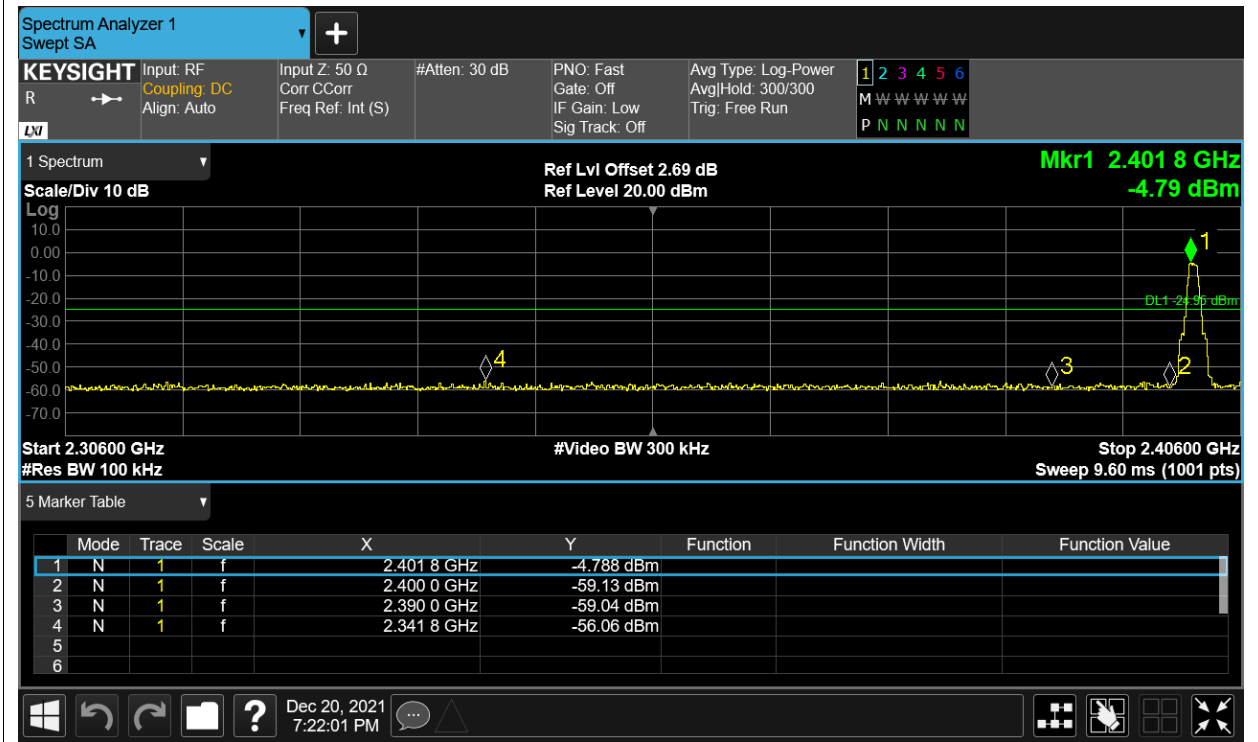 Spectrum Analyzer 1
Swept SA
KEYSIGHT Input: RF Input Z: 50 Ω #Atten: 30 dB PNO: Fast Avg Type: Log-Power 1 2 3 4 5 6
R Coupling: DC Corr CCorr Gate: Off Avg|Hold: 300/300 M W W W W W
Align: Auto Freq Ref: Int (S) IF Gain: Low Trig: Free Run
LXI Sig Track: Off P N N N N N N
1 Spectrum Ref Lvl Offset 2.69 dB Mkr1 2.401 8 GHz
Scale/Div 10 dB Ref Level 20.00 dBm -4.79 dBm
Log
10.0
1
0.00
-10.0
-20.0
DL1 -24.95 dBm
-30.0
-40.0
4 3 2
-50.0
-60.0
-70.0
Start 2.30600 GHz #Video BW 300 kHz Stop 2.40600 GHz
#Res BW 100 kHz Sweep 9.60 ms (1001 pts)
5 Marker Table
Mode Trace Scale X Y Function Function Width Function Value
1 N 1 f 2.401 8 GHz -4.788 dBm
2 N 1 f 2.400 0 GHz -59.13 dBm
3 N 1 f 2.390 0 GHz -59.04 dBm
4 N 1 f 2.341 8 GHz -56.06 dBm
5
6
? Dec 20, 2021
7:22:01 PM